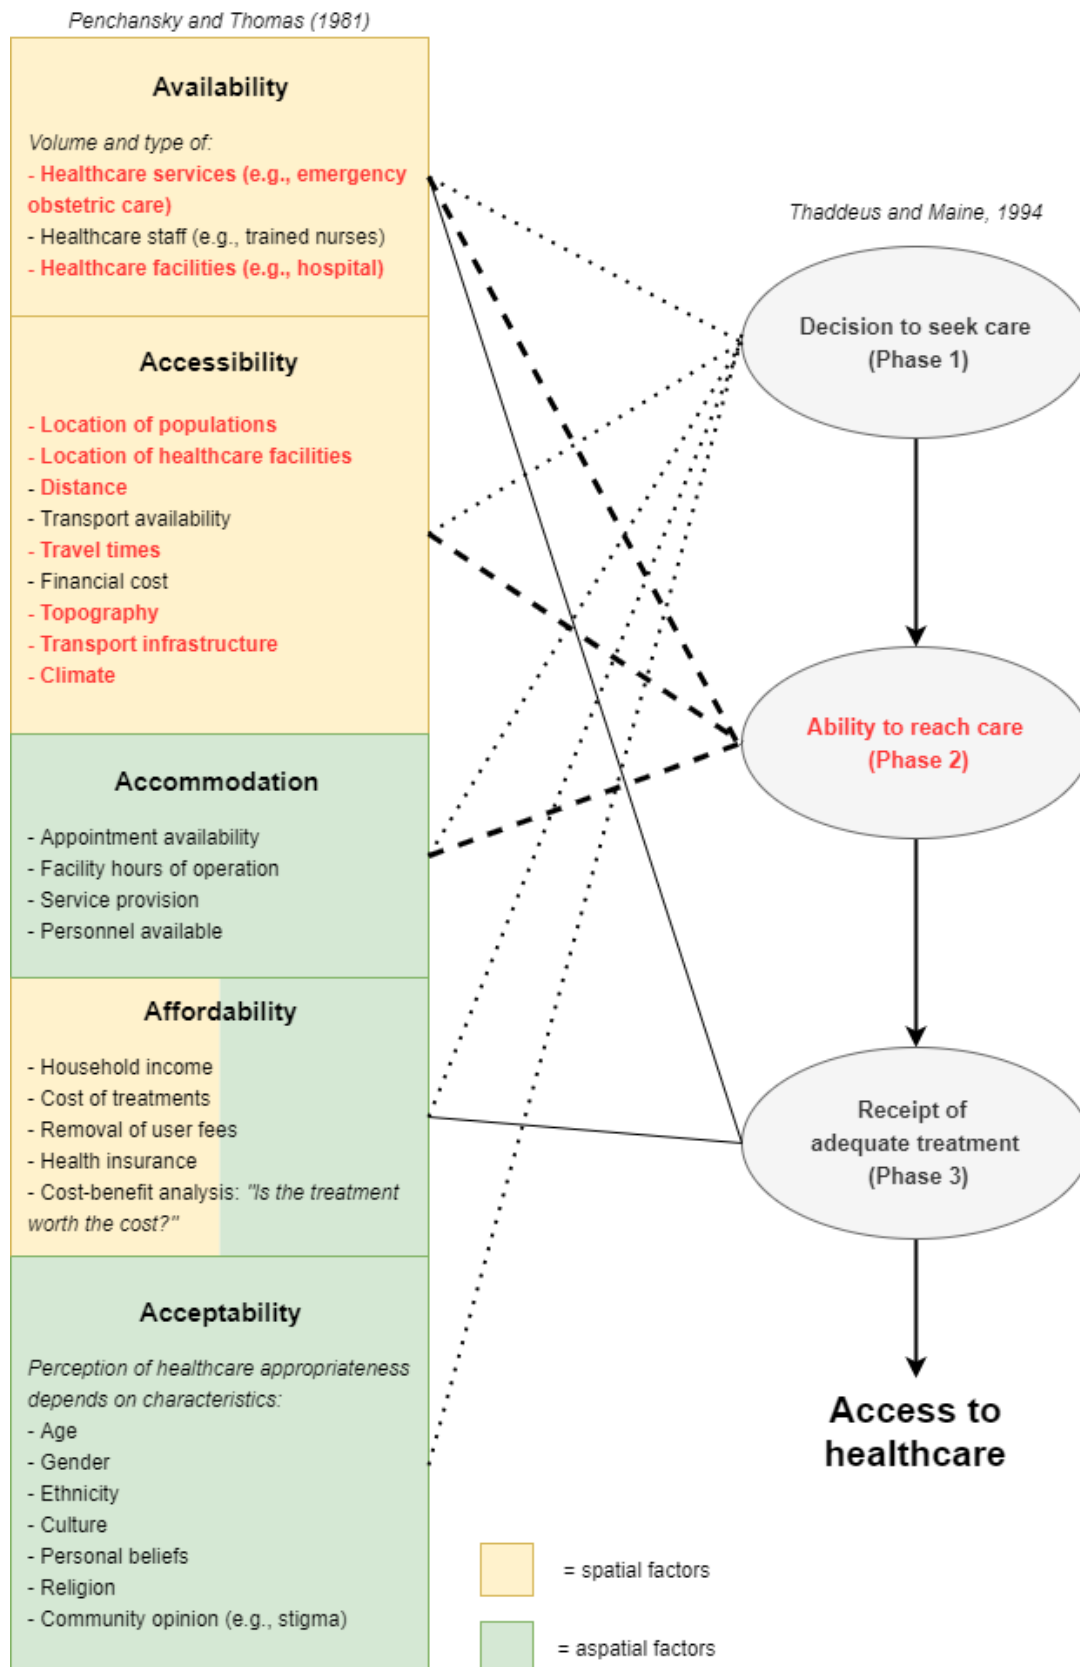 Penchansky and Thomas (1981)
Availability
Volume and type of:
- Healthcare services (e.g., emergency
obstetric care)
- Healthcare staff (e.g., trained nurses)
- Healthcare facilities (e.g., hospital)
Accessibility
- Location of populations
- Location of healthcare facilities
- Distance
- Transport availability
- Travel times
- Financial cost
- Topography
- Transport infrastructure
- Climate
Accommodation
- Appointment availability
- Facility hours of operation
- Service provision
- Personnel available
Affordability
- Household income
- Cost of treatments
- Removal of user fees
- Health insurance
- Cost-benefit analysis: "Is the treatment
worth the cost?"
Acceptability
Perception of healthcare appropriateness
depends on characteristics:
- Age
- Gender
- Ethnicity
- Culture
- Personal beliefs
- Religion
- Community opinion (e.g., stigma)
Thaddeus and Maine, 1994
Decision to seek care
(Phase 1)
Ability to reach care
(Phase 2)
Receipt of
adequate treatment
(Phase 3)
Access to
healthcare
= spatial factors
= aspatial factors